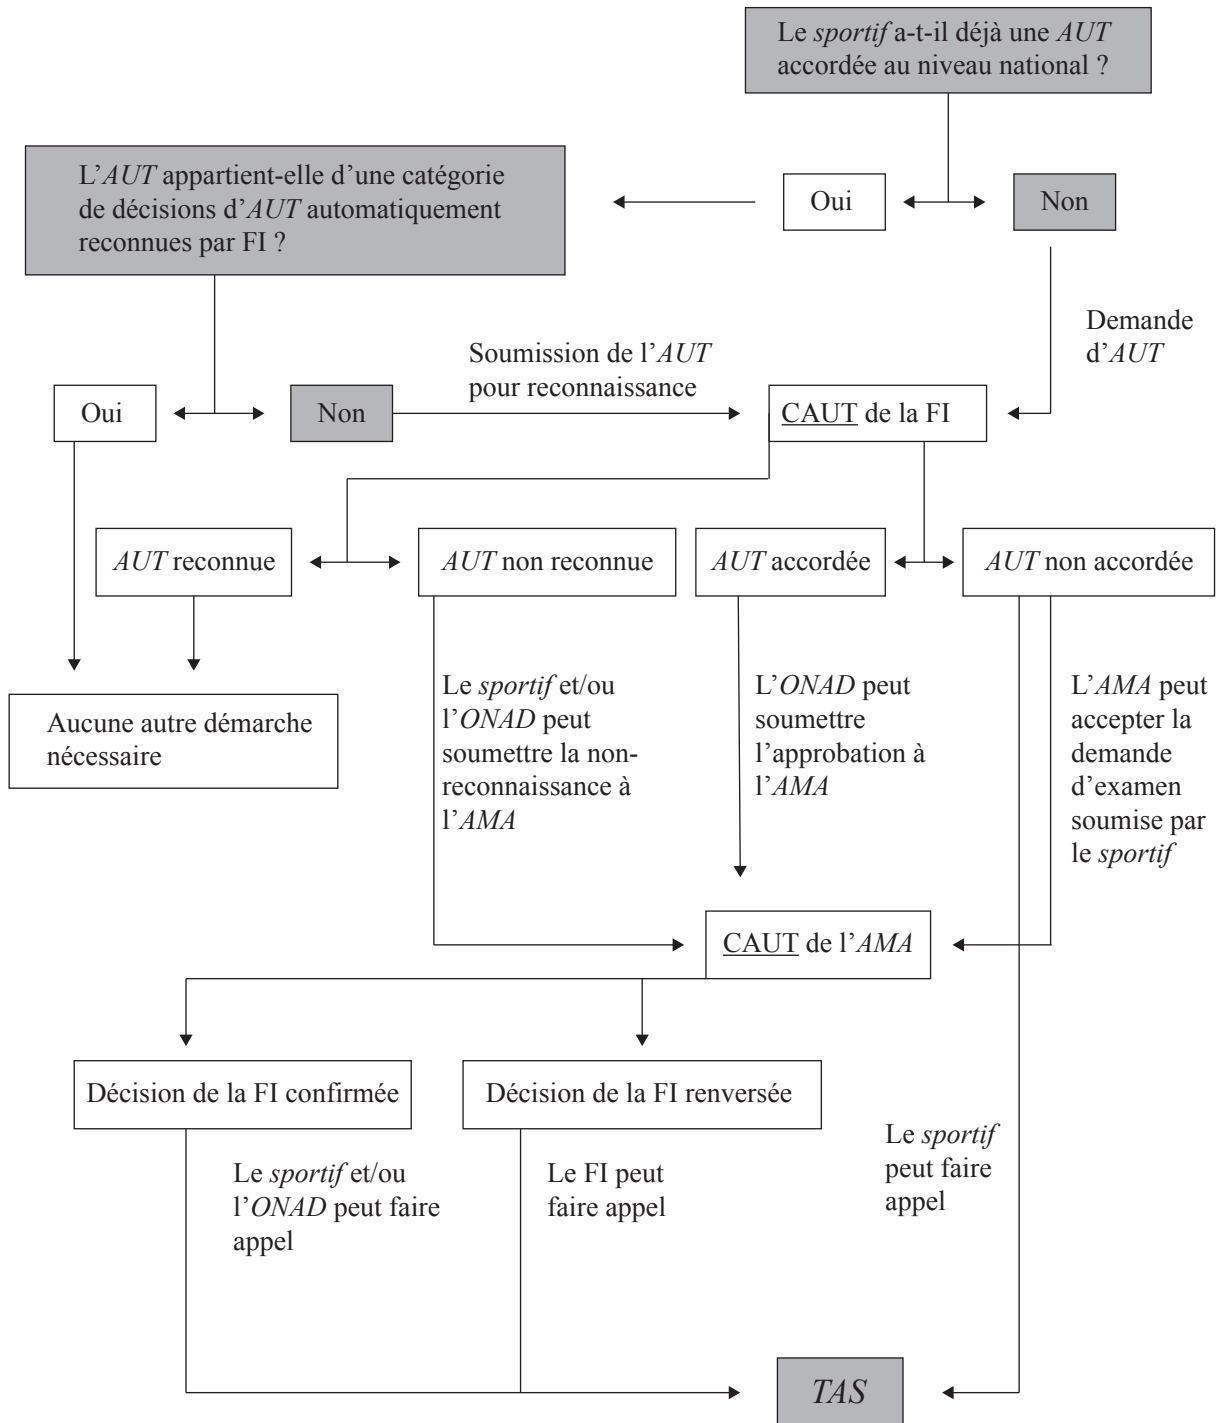 Le sportif a-t-il déjà une AUT
accordée au niveau national ?
L’AUT appartient-elle d’une catégorie
de décisions d’AUT automatiquement
reconnues par FI ?
Oui
Non
Demande
d’AUT
Soumission de l’AUT
pour reconnaissance
Oui
Non
CAUT de la FI
AUT reconnue
AUT non reconnue
AUT accordée
AUT non accordée
Aucune autre démarche
nécessaire
Le sportif et/ou
l’ONAD peut
soumettre la non-
reconnaissance à
l’AMA
L’ONAD peut
soumettre
l’approbation à
l’AMA
L’AMA peut
accepter la
demande
d’examen
soumise par
le sportif
CAUT de l’AMA
Décision de la FI confirmée
Décision de la FI renversée
Le sportif et/ou
l’ONAD peut faire
appel
Le FI peut
faire appel
Le sportif
peut faire
appel
TAS